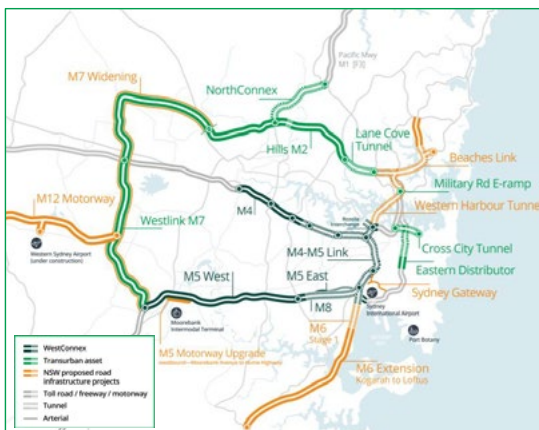 Pacific Mwy
M1 [F3]
M7 Widening
NorthConnex
Lane Cove
Tunnel
Hills M2
Beaches Link
Military Rd E-ramp
M12 Motorway
Westlink M7
M4
Western Harbour Tunnel
Rozelle
Interchange
Western Sydney Airport
(under construction)
M4-M5 Link
Cross City Tunnel
Eastern Distributor
M5 West
M5 East
M8
Sydney Gateway
Sydney
International Airport
Moorebank
Intermodal Terminal
M6
Stage 1
Port Botany
M5 Motorway Upgrade
M6 Extension
Kogarah to Loftus
WestConnex
Transurban asset
NSW proposed road
infrastructure projects
Toll road / freeway / motorway
Tunnel
Arterial